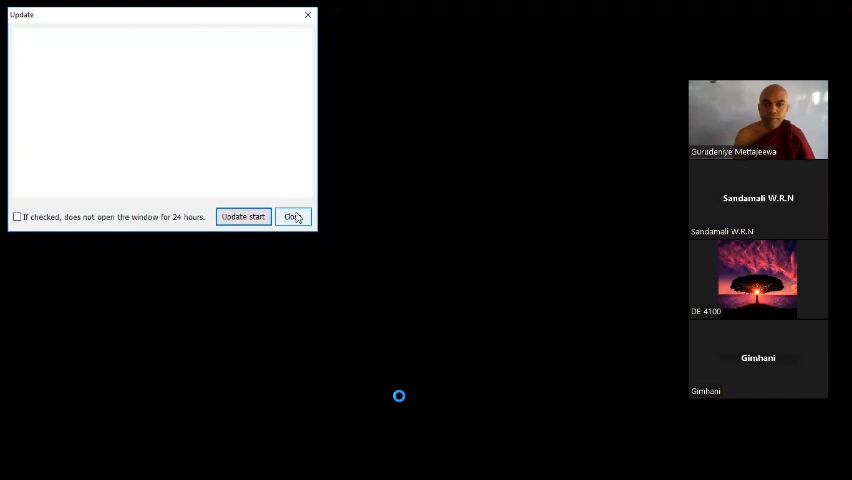 Update
If checked, does not open the window for 24 hours.
Update start
Gurudeniye Mettajeewa
Sandamali W.R.N
Sandamali W.R.N
DE 4100
Gimhani
Gimhani